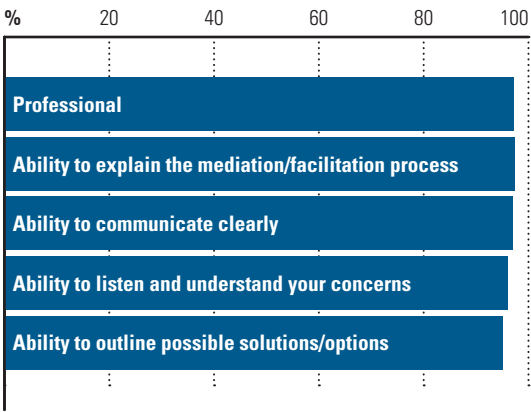 % 20 40 60 80 100
Professional
Ability to explain the mediation/facilitation process
Ability to communicate clearly
Ability to listen and understand your concerns
Ability to outline possible solutions/options